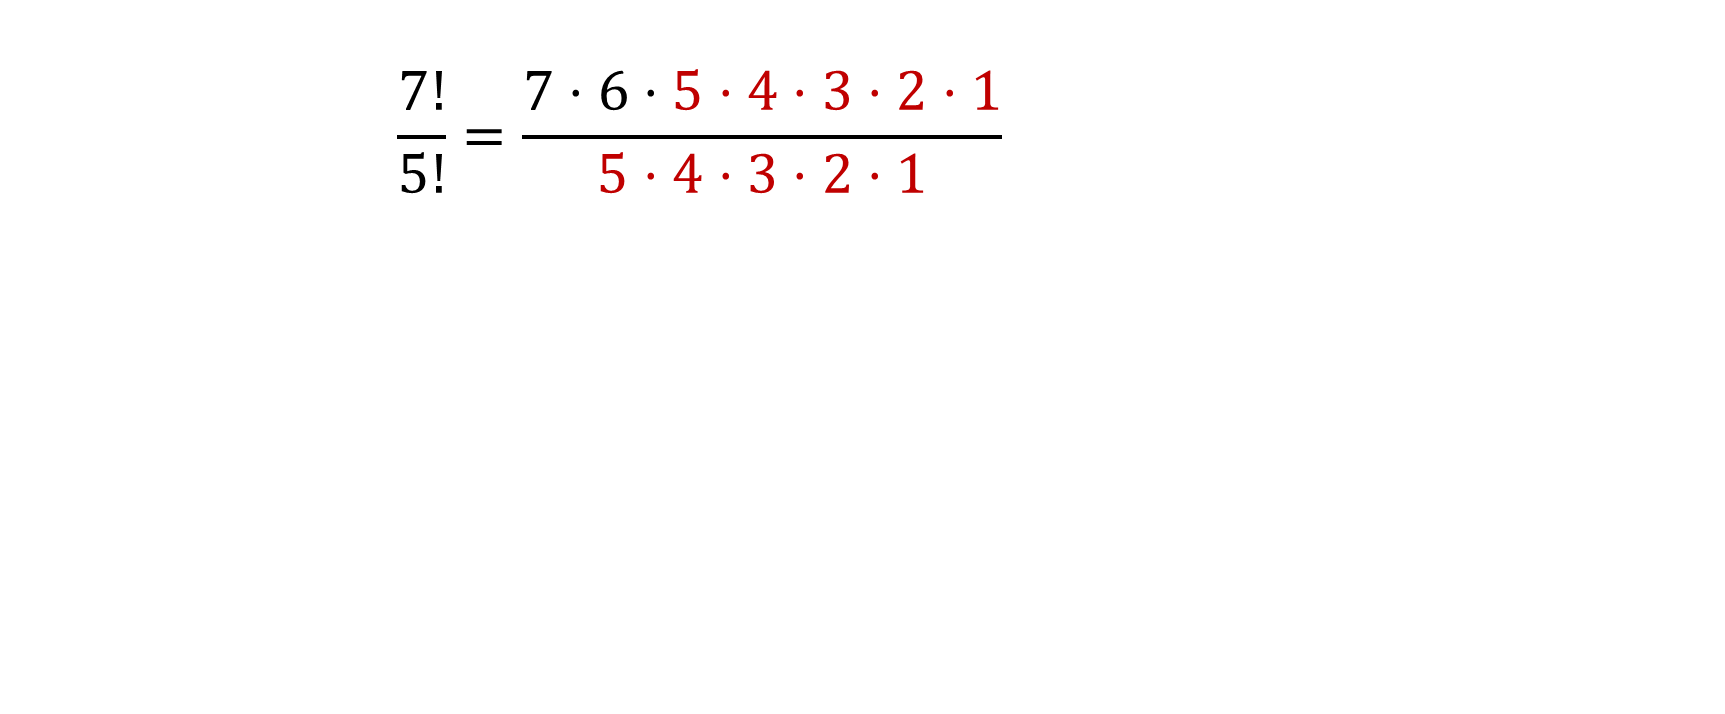 7!/5! = (7 · 6 · 5 · 4 · 3 · 2 · 1)/(5 · 4 · 3 · 2 · 1)